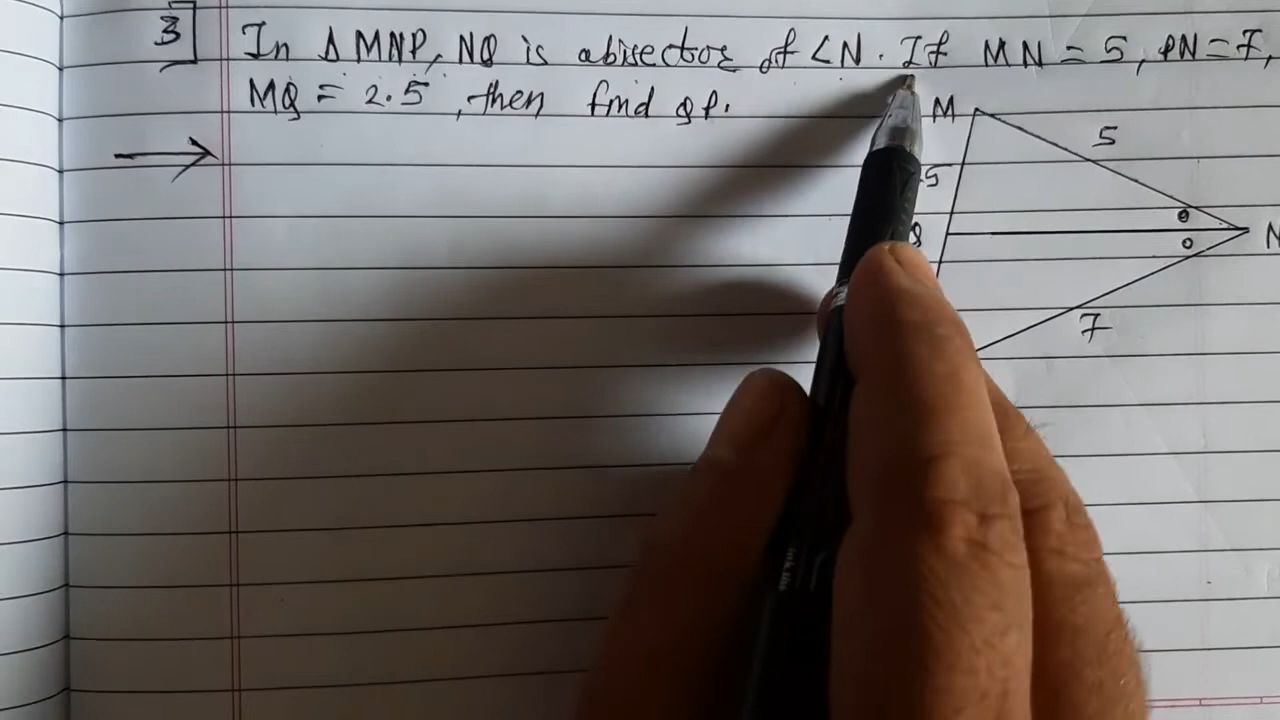 3] In ΔMNP, NQ is a bisector of ∠N. If MN = 5, PN = 7,
MQ = 2.5, then find QP.
M
5
.5
Q
N
7